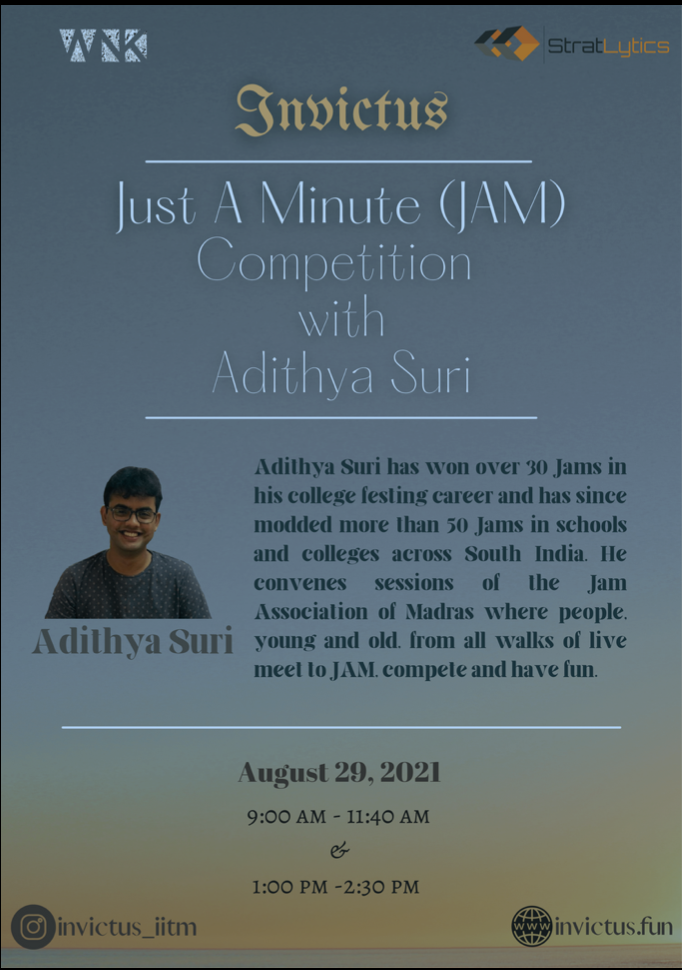 WNK
StratLytics
Invictus
Just A Minute (JAM)
Competition
with
Adithya Suri
Adithya Suri has won over 30 Jams in
his college festing career and has since
modded more than 50 Jams in schools
and colleges across South India. He
convenes sessions of the Jam
Association of Madras where people,
young and old, from all walks of live
meet to JAM, compete and have fun.
Adithya Suri
August 29, 2021
9:00 AM - 11:40 AM
&
1:00 PM -2:30 PM
invictus_iitm
www
invictus.fun